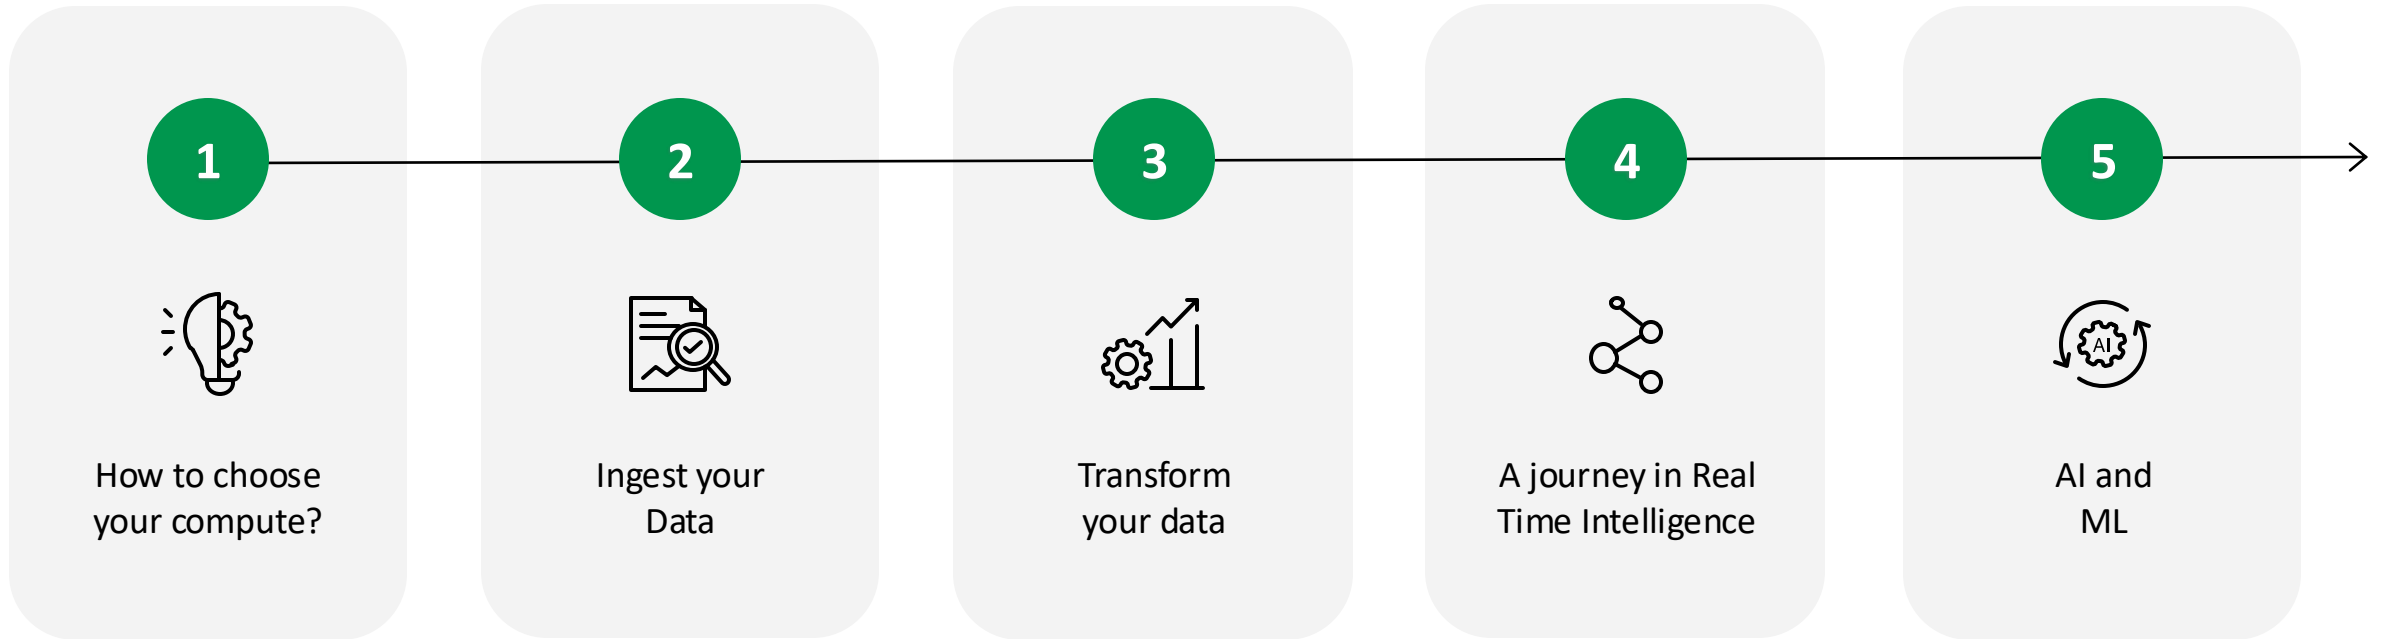 1
2
3
4
5
AI
How to choose
your compute?
Ingest your
Data
Transform
your data
A journey in Real
Time Intelligence
AI and
ML